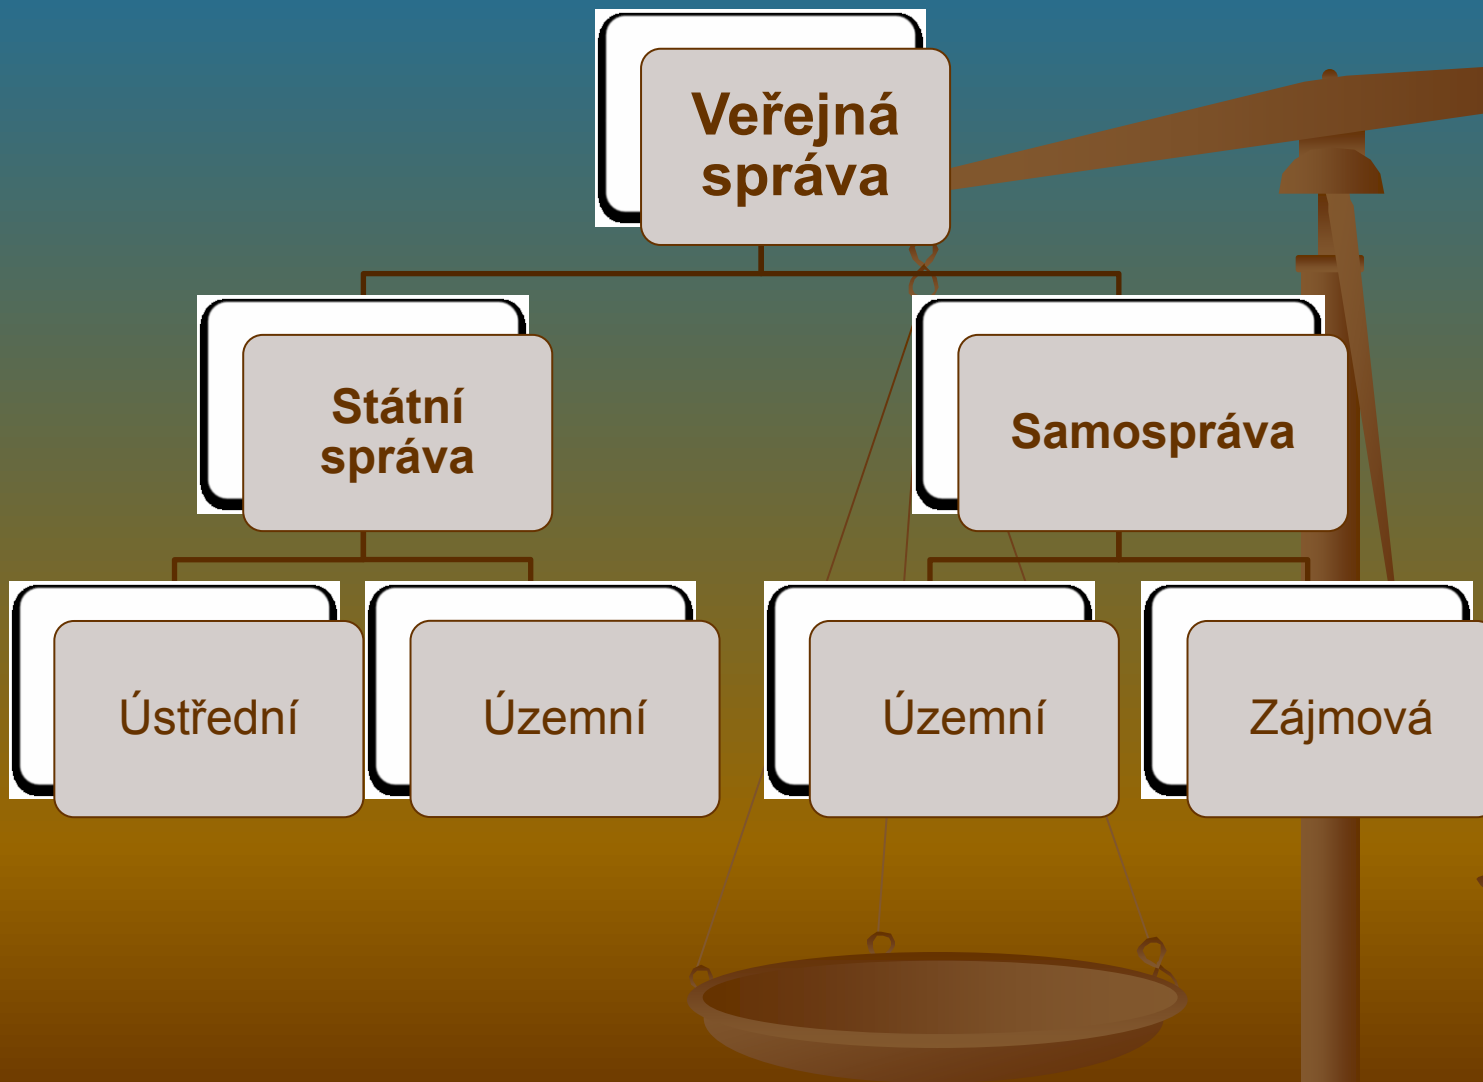 Veřejná
správa
Státní
správa
Samospráva
Ústřední
Územní
Územní
Zájmová